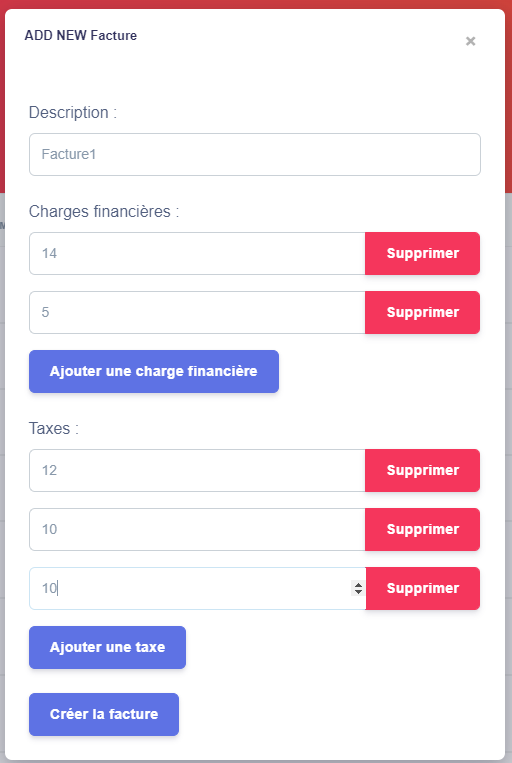 ADD NEW Facture
×
Description :
Facture1
Charges financières :
14 Supprimer
5 Supprimer
Ajouter une charge financière
Taxes :
12 Supprimer
10 Supprimer
10 Supprimer
Ajouter une taxe
Créer la facture